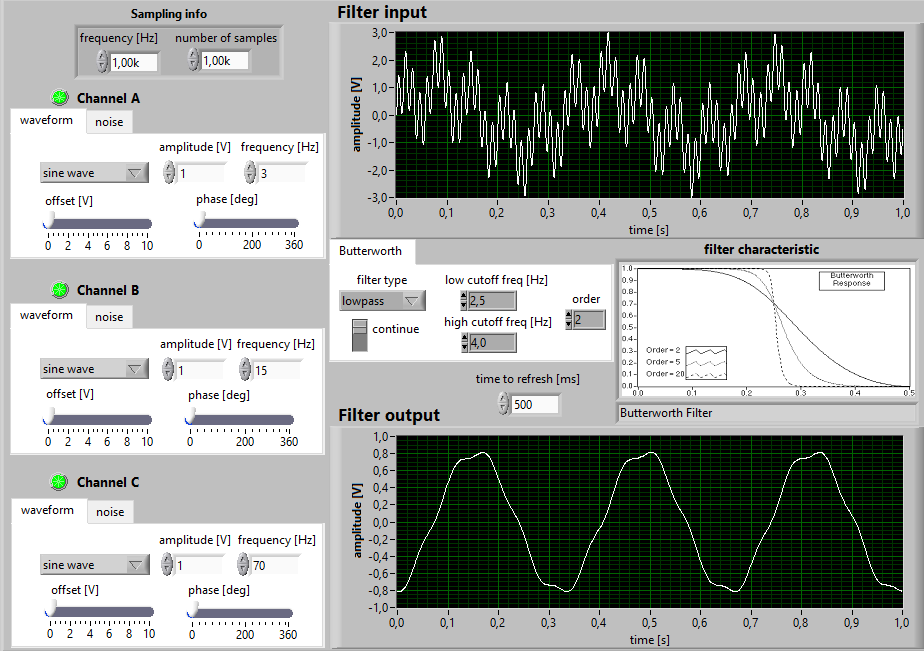 Sampling info
frequency [Hz] number of samples
1,00k 1,00k
Channel A
waveform noise
amplitude [V] frequency [Hz]
sine wave 1 3
offset [V] phase [deg]
0 2 4 6 8 10 0 200 360
Channel B
waveform noise
amplitude [V] frequency [Hz]
sine wave 1 15
offset [V] phase [deg]
0 2 4 6 8 10 0 200 360
Channel C
waveform noise
amplitude [V] frequency [Hz]
sine wave 1 70
offset [V] phase [deg]
0 2 4 6 8 10 0 200 360
Filter input
amplitude [V]
3,0
2,0
1,0
0,0
-1,0
-2,0
-3,0
0,0 0,1 0,2 0,3 0,4 0,5 0,6 0,7 0,8 0,9 1,0
time [s]
Butterworth
filter type low cutoff freq [Hz]
lowpass 2,5 order
continue high cutoff freq [Hz] 2
4,0
time to refresh [ms]
500
filter characteristic
Butterworth
Response
1.0
0.9
0.8
0.7
0.6
0.5
0.4
0.3
0.2
0.1
0.0
Order = 2
Order = 5
Order = 20
0.0 0.1 0.2 0.3 0.4 0.5
Butterworth Filter
Filter output
amplitude [V]
1,0
0,8
0,6
0,4
0,2
0,0
-0,2
-0,4
-0,6
-0,8
-1,0
0,0 0,1 0,2 0,3 0,4 0,5 0,6 0,7 0,8 0,9 1,0
time [s]